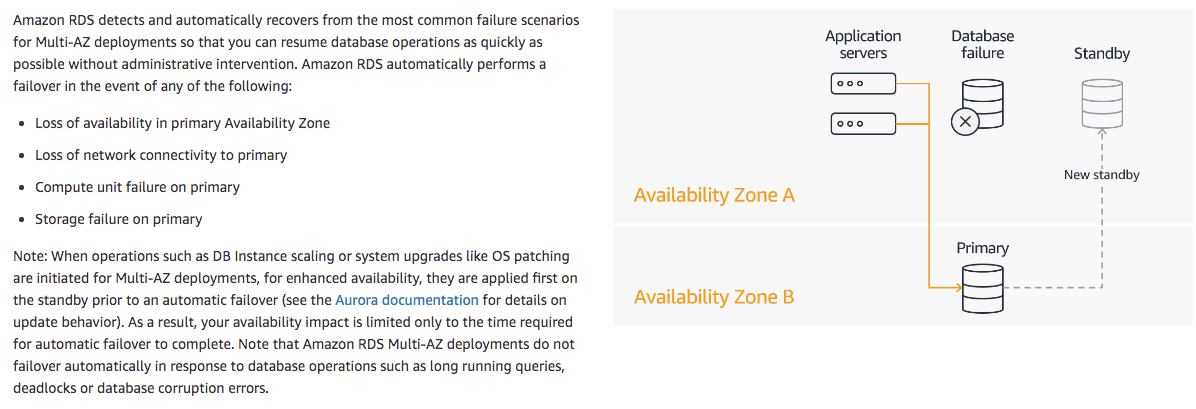 Amazon RDS detects and automatically recovers from the most common failure scenarios
for Multi-AZ deployments so that you can resume database operations as quickly as
possible without administrative intervention. Amazon RDS automatically performs a
failover in the event of any of the following:
• Loss of availability in primary Availability Zone
• Loss of network connectivity to primary
• Compute unit failure on primary
• Storage failure on primary
Note: When operations such as DB Instance scaling or system upgrades like OS patching
are initiated for Multi-AZ deployments, for enhanced availability, they are applied first on
the standby prior to an automatic failover (see the Aurora documentation for details on
update behavior). As a result, your availability impact is limited only to the time required
for automatic failover to complete. Note that Amazon RDS Multi-AZ deployments do not
failover automatically in response to database operations such as long running queries,
deadlocks or database corruption errors.
Application
servers
Database
failure
Standby
New standby
Availability Zone A
Primary
Availability Zone B